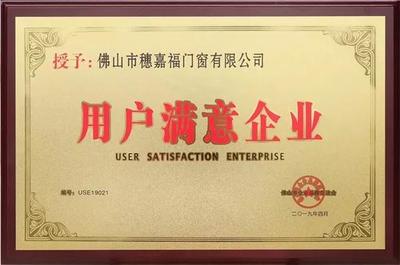 授予：佛山市穗嘉福门窗有限公司
用户满意企业
USER SATISFACTION ENTERPRISE
编号：USE19021
二〇一九年四月